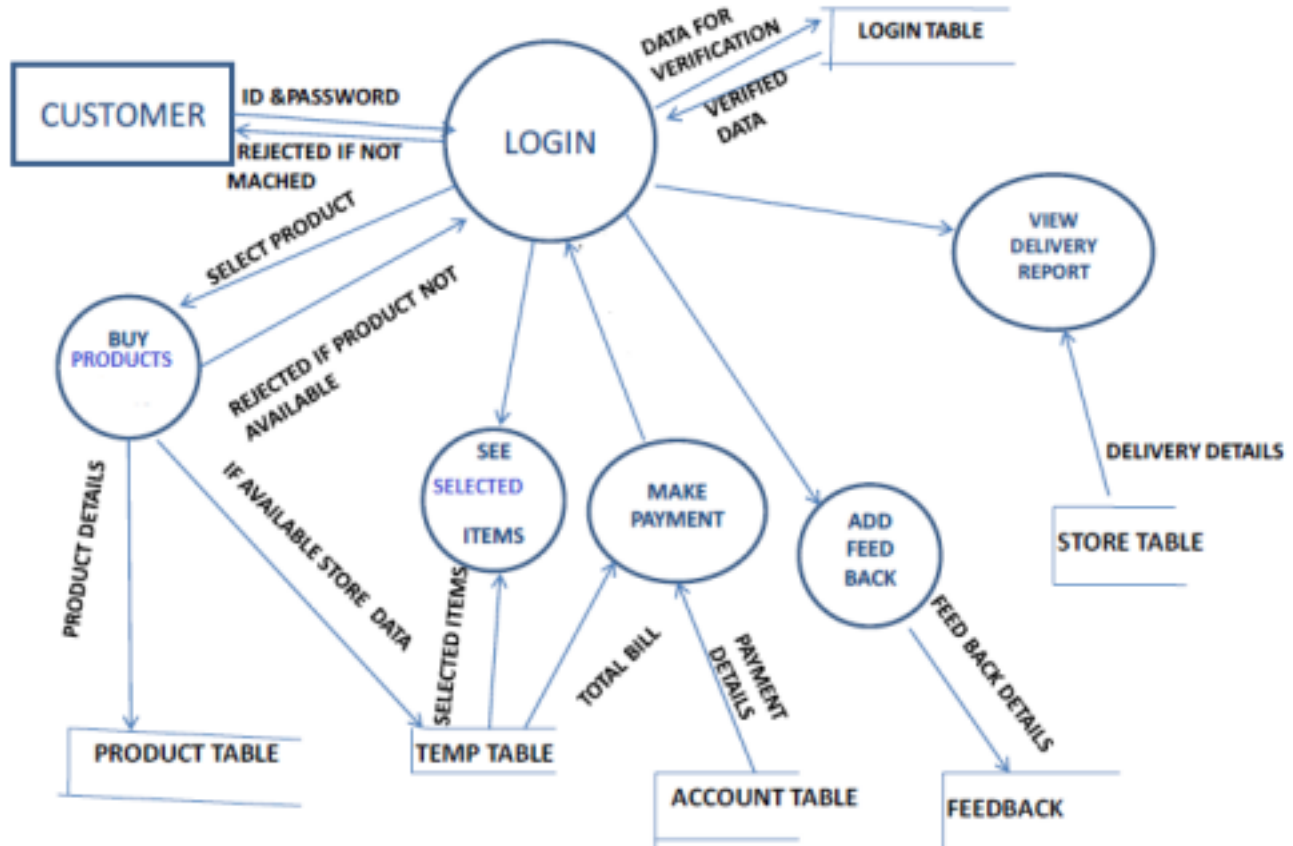 DATA FOR
VERIFICATION
LOGIN TABLE
CUSTOMER
ID &PASSWORD
VERIFIED
DATA
LOGIN
REJECTED IF NOT
MACHED
SELECT PRODUCT
VIEW
DELIVERY
REPORT
BUY
PRODUCTS
REJECTED IF PRODUCT NOT
AVAILABLE
SEE
SELECTED
ITEMS
MAKE
PAYMENT
ADD
FEED
BACK
DELIVERY DETAILS
STORE TABLE
PRODUCT DETAILS
IF AVAILABLE STORE DATA
SELECTED ITEMS
TOTAL BILL
PAYMENT
DETAILS
FEED BACK DETAILS
PRODUCT TABLE
TEMP TABLE
ACCOUNT TABLE
FEEDBACK